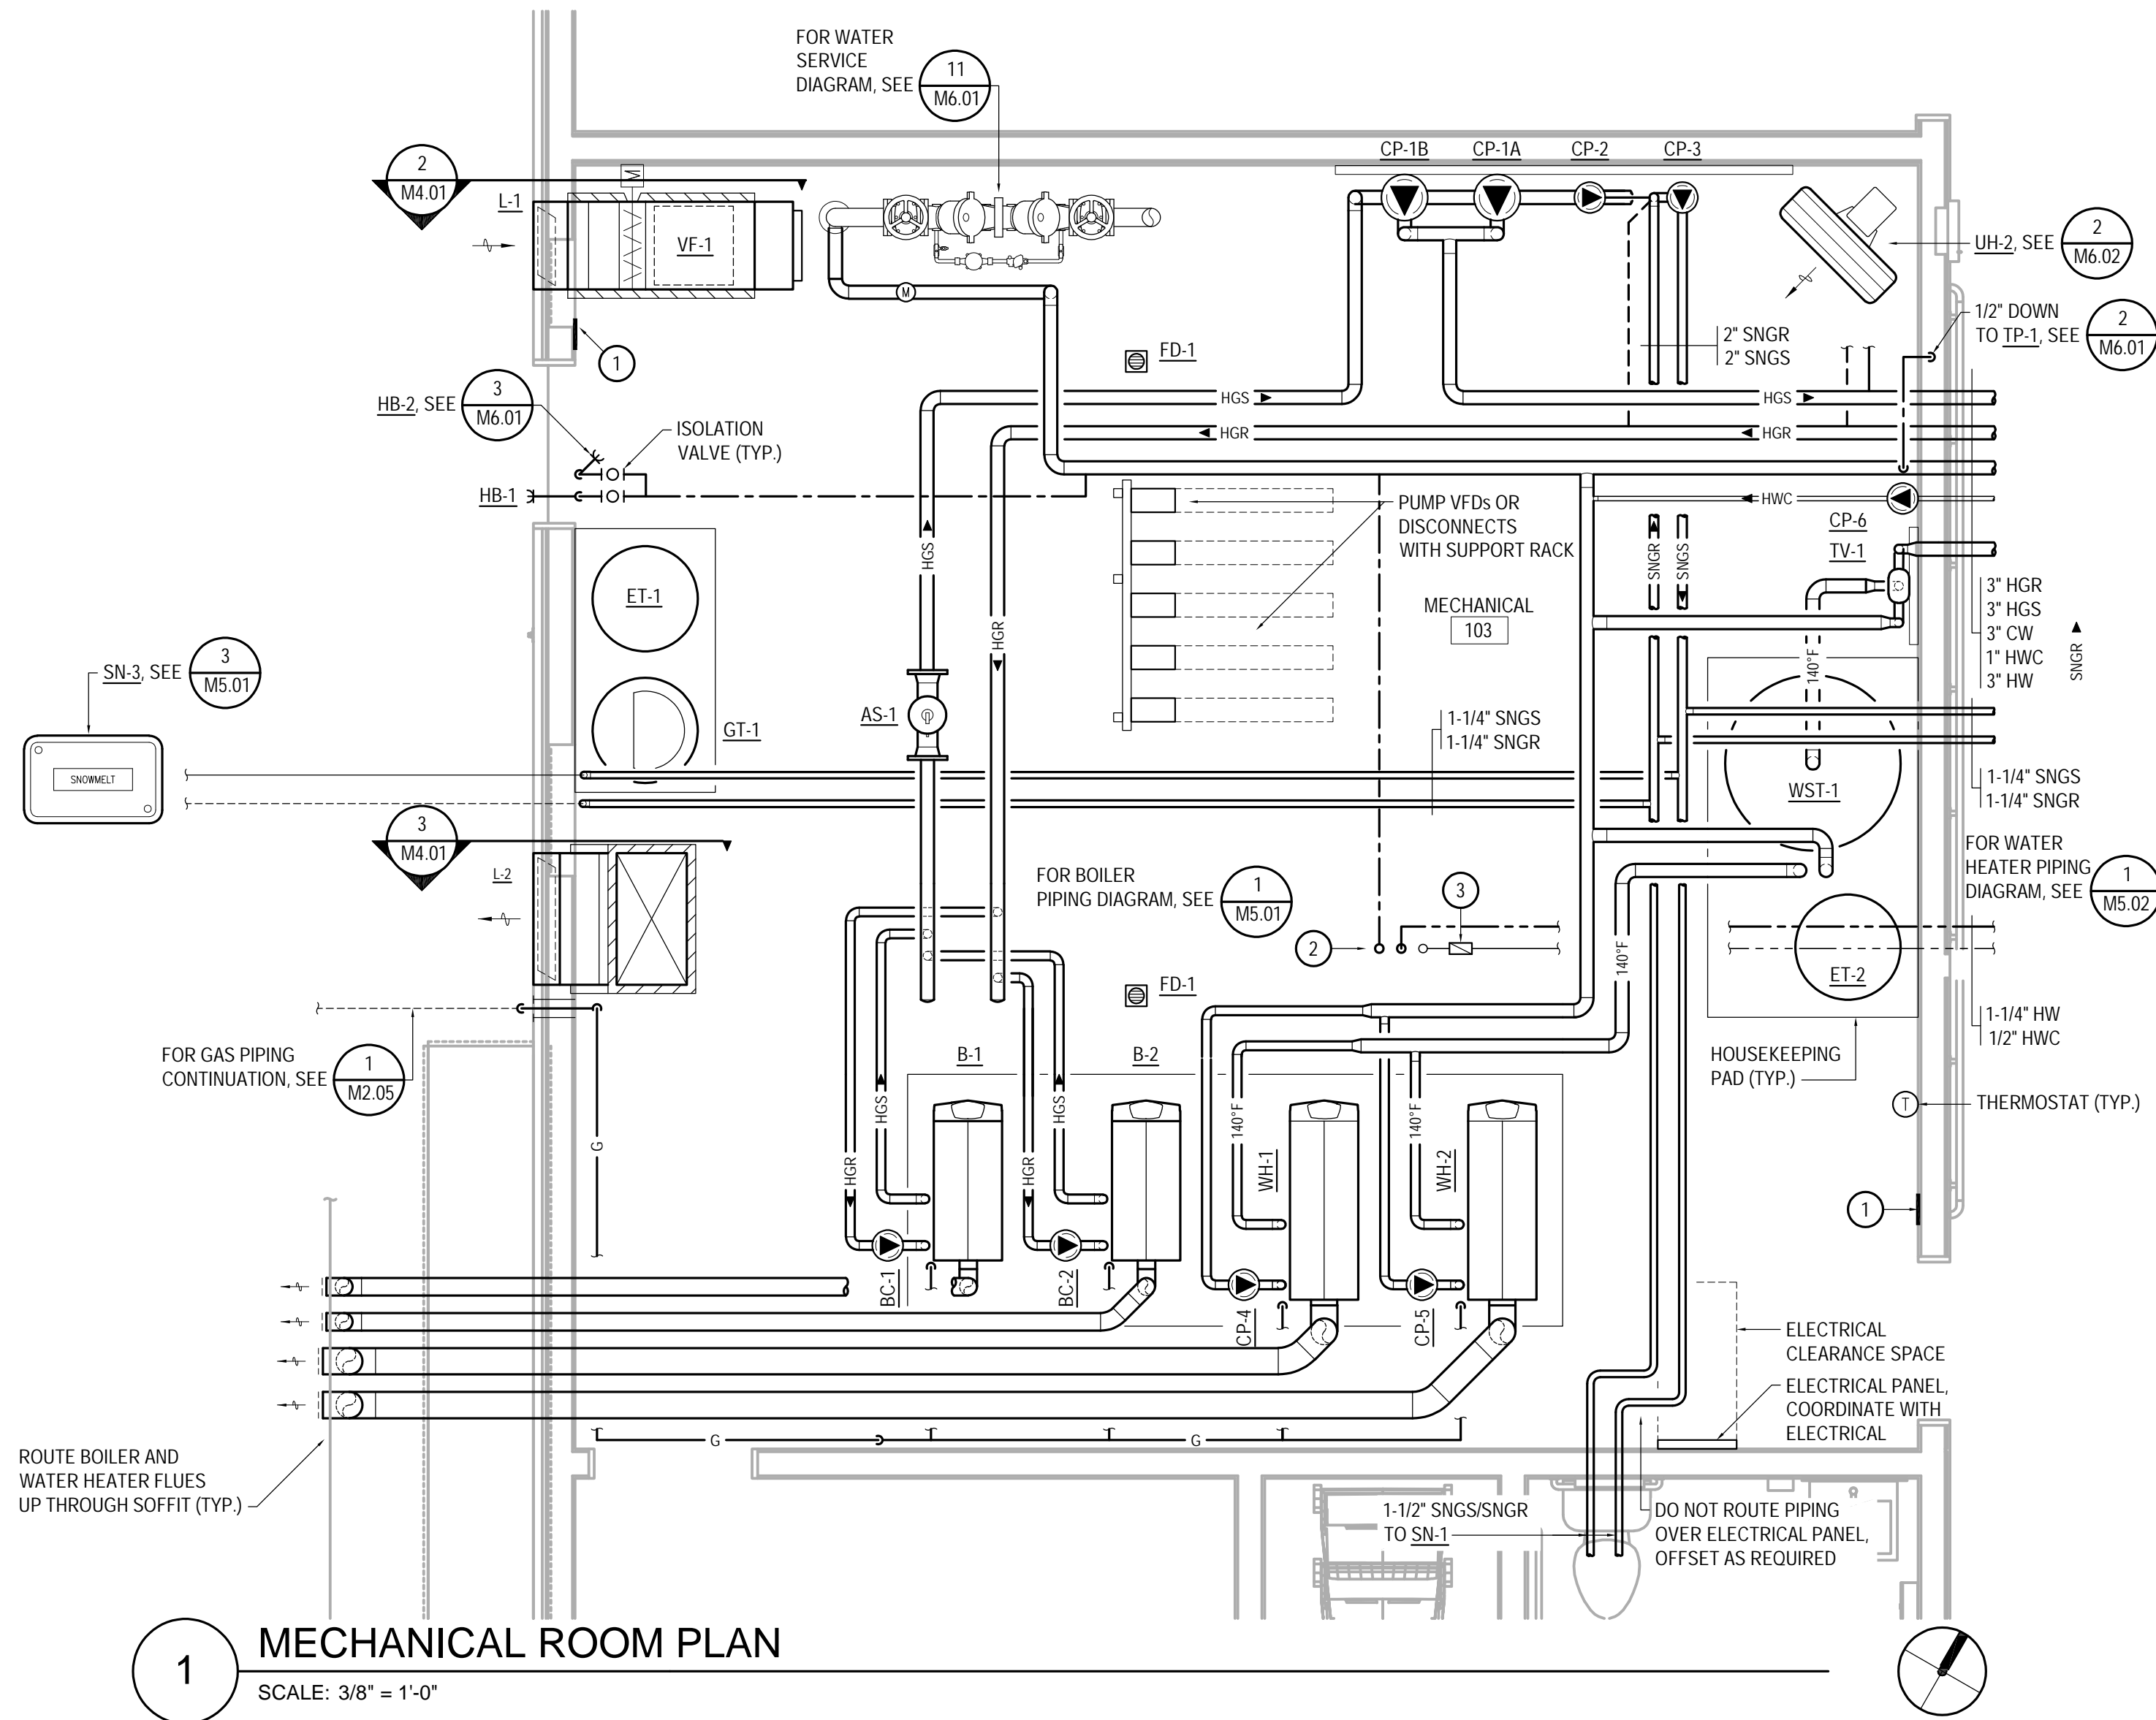 FOR WATER
SERVICE
DIAGRAM, SEE
11
M6.01
2
M4.01
L-1
M
VF-1
M
CP-1B
CP-1A
CP-2
CP-3
UH-2, SEE
2
M6.02
1/2" DOWN
TO TP-1, SEE
2
M6.01
2" SNGR
2" SNGS
FD-1
1
HGS
HGS
HGR
HGR
HB-2, SEE
3
M6.01
ISOLATION
VALVE (TYP.)
HB-1
HWC
CP-6
TV-1
PUMP VFDs OR
DISCONNECTS
WITH SUPPORT RACK
HGS
HGR
SNGR
SNGS
ET-1
MECHANICAL
103
140°F
3" HGR
3" HGS
3" CW
1" HWC
3" HW
SNGR
SN-3, SEE
3
M5.01
SNOWMELT
GT-1
AS-1
1-1/4" SNGS
1-1/4" SNGR
WST-1
1-1/4" SNGS
1-1/4" SNGR
3
M4.01
L-2
FOR BOILER
PIPING DIAGRAM, SEE
1
M5.01
3
2
FOR WATER
HEATER PIPING
DIAGRAM, SEE
1
M5.02
140°F
ET-2
FD-1
1-1/4" HW
1/2" HWC
FOR GAS PIPING
CONTINUATION, SEE
1
M2.05
B-1
B-2
HOUSEKEEPING
PAD (TYP.)
T
THERMOSTAT (TYP.)
G
HGR
HGS
HGR
HGS
140°F
WH-1
140°F
WH-2
1
BC-1
BC-2
CP-4
CP-5
ELECTRICAL
CLEARANCE SPACE
ELECTRICAL PANEL,
COORDINATE WITH
ELECTRICAL
G
G
ROUTE BOILER AND
WATER HEATER FLUES
UP THROUGH SOFFIT (TYP.)
1-1/2" SNGS/SNGR
TO SN-1
DO NOT ROUTE PIPING
OVER ELECTRICAL PANEL,
OFFSET AS REQUIRED
1
MECHANICAL ROOM PLAN
SCALE: 3/8" = 1'-0"